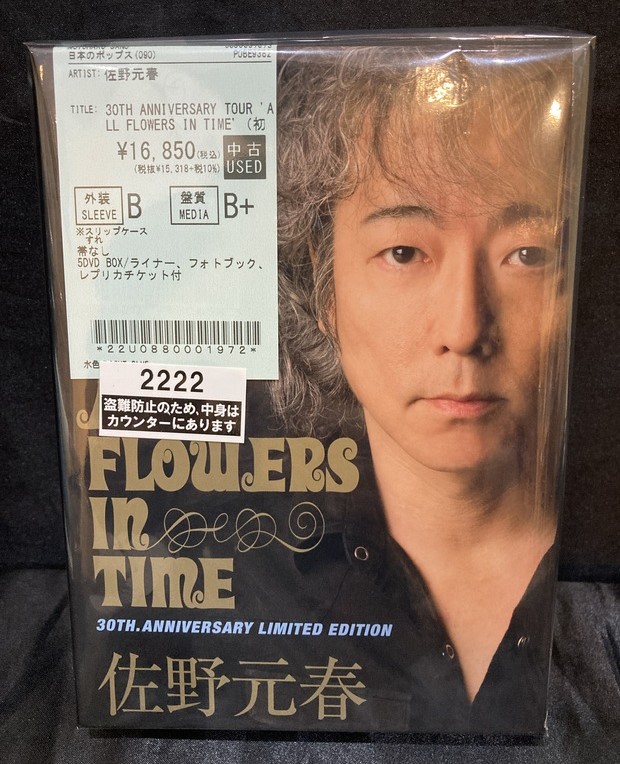 日本のポップス(090)
POBE9382
ARTIST: 佐野元春
TITLE: 30TH ANNIVERSARY TOUR 'A
LL FLOWERS IN TIME' (初
¥16,850(税込)
(税抜¥15,318+税10%)
中古
USED
外装
SLEEVE
B
盤質
MEDIA
B+
※スリップケース
すれ
帯なし
5DVD BOX/ライナー、フォトブック、
レプリカチケット付
*22U0880001972*
水色
2222
盗難防止のため、中身は
カウンターにあります
FLOWERS
IN
TIME
30TH.ANNIVERSARY LIMITED EDITION
佐野元春